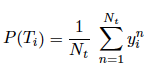 P(T_i) = \frac{1}{N_t} \sum_{n=1}^{N_t} y_i^n